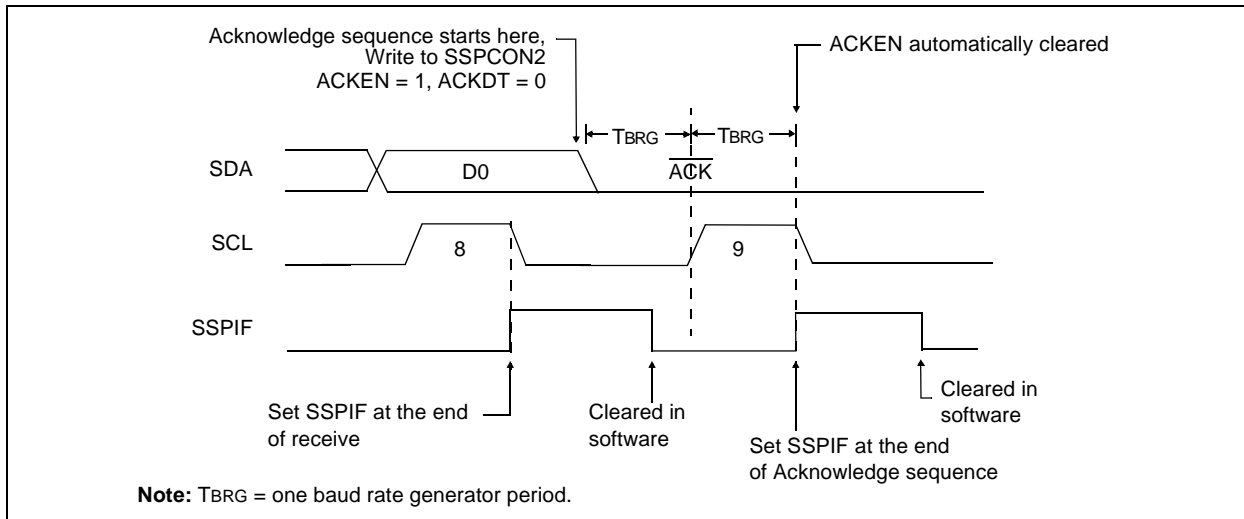 Acknowledge sequence starts here,
Write to SSPCON2
ACKEN = 1, ACKDT = 0
ACKEN automatically cleared
TBRG
TBRG
SDA
D0
ACK
SCL
8
9
SSPIF
Set SSPIF at the end
of receive
Cleared in
software
Set SSPIF at the end
of Acknowledge sequence
Cleared in
software
Note: TBRG = one baud rate generator period.